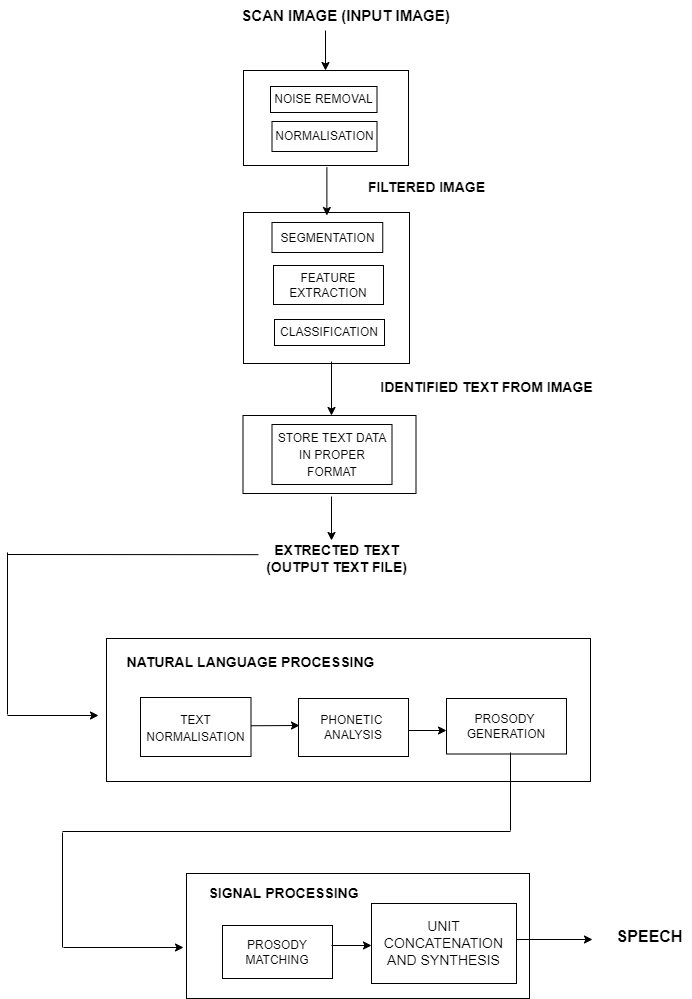 SCAN IMAGE (INPUT IMAGE)
NOISE REMOVAL
NORMALISATION
FILTERED IMAGE
SEGMENTATION
FEATURE
EXTRACTION
CLASSIFICATION
IDENTIFIED TEXT FROM IMAGE
STORE TEXT DATA
IN PROPER
FORMAT
EXTRECTED TEXT
(OUTPUT TEXT FILE)
NATURAL LANGUAGE PROCESSING
TEXT
NORMALISATION
PHONETIC
ANALYSIS
PROSODY
GENERATION
SIGNAL PROCESSING
PROSODY
MATCHING
UNIT
CONCATENATION
AND SYNTHESIS
SPEECH